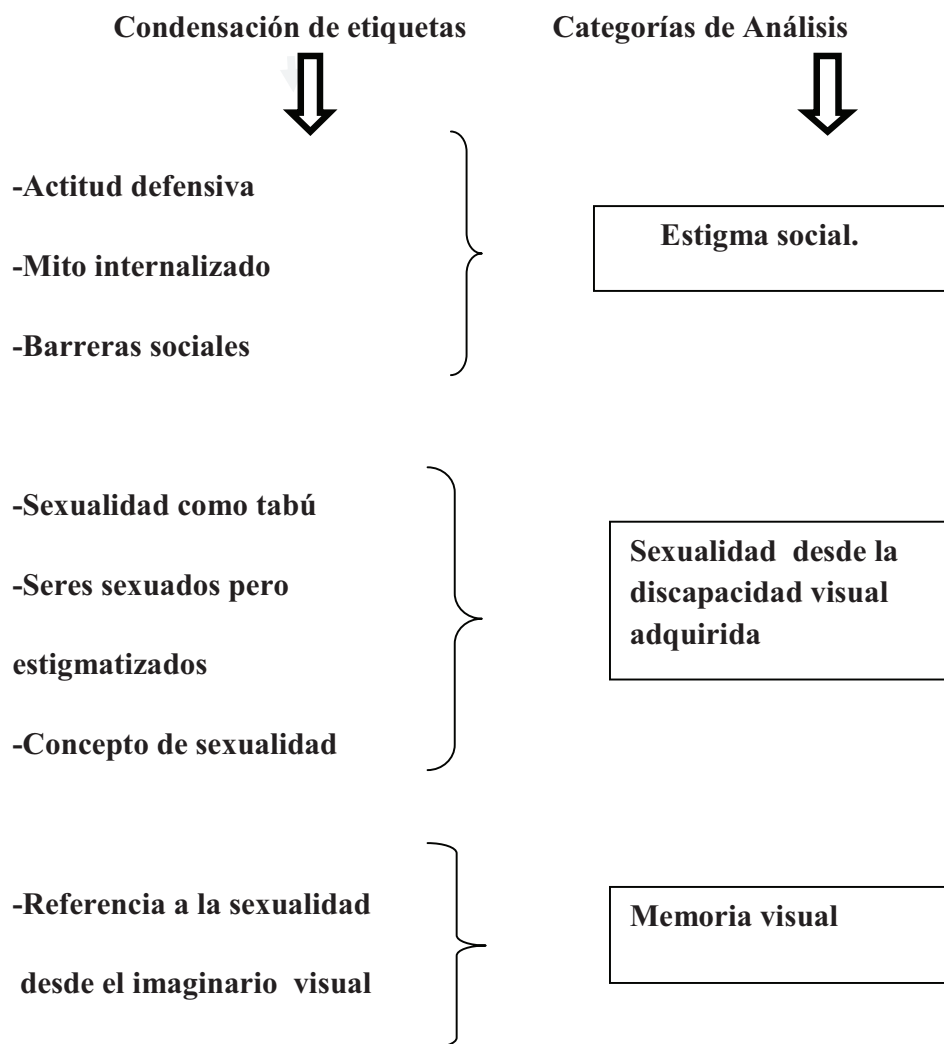 Condensación de etiquetas Categorías de Análisis
-Actitud defensiva
-Mito internalizado
-Barreras sociales
Estigma social.
-Sexualidad como tabú
-Seres sexuados pero
estigmatizados
-Concepto de sexualidad
Sexualidad desde la
discapacidad visual
adquirida
-Referencia a la sexualidad
desde el imaginario visual
Memoria visual